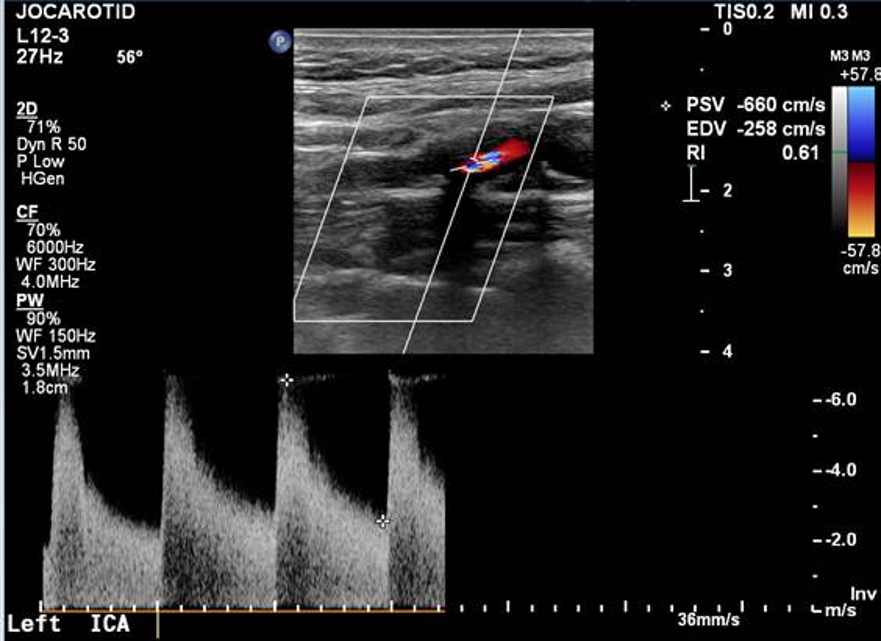 JOCAROTID
TIS0.2 MI 0.3
L12-3
27Hz 56°
P
0
M3 M3
+57.8
PSV -660 cm/s
EDV -258 cm/s
RI 0.61
2D
71%
Dyn R 50
P Low
HGen
2
CF
70%
6000Hz
WF 300Hz
4.0MHz
3
-57.8
cm/s
PW
90%
WF 150Hz
SV1.5mm
3.5MHz
1.8cm
4
-6.0
-4.0
-2.0
Inv
m/s
36mm/s
Left ICA